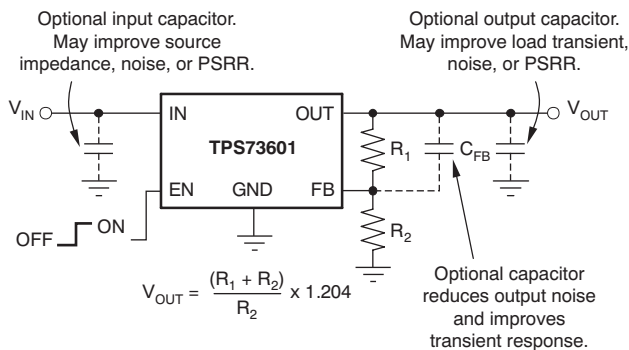 Optional input capacitor.
May improve source
impedance, noise, or PSRR.
Optional output capacitor.
May improve load transient,
noise, or PSRR.
VIN
IN
OUT
VOUT
TPS73601
R1
CFB
EN
GND
FB
OFF
ON
R2
VOUT = (R1 + R2) / R2 x 1.204
Optional capacitor
reduces output noise
and improves
transient response.